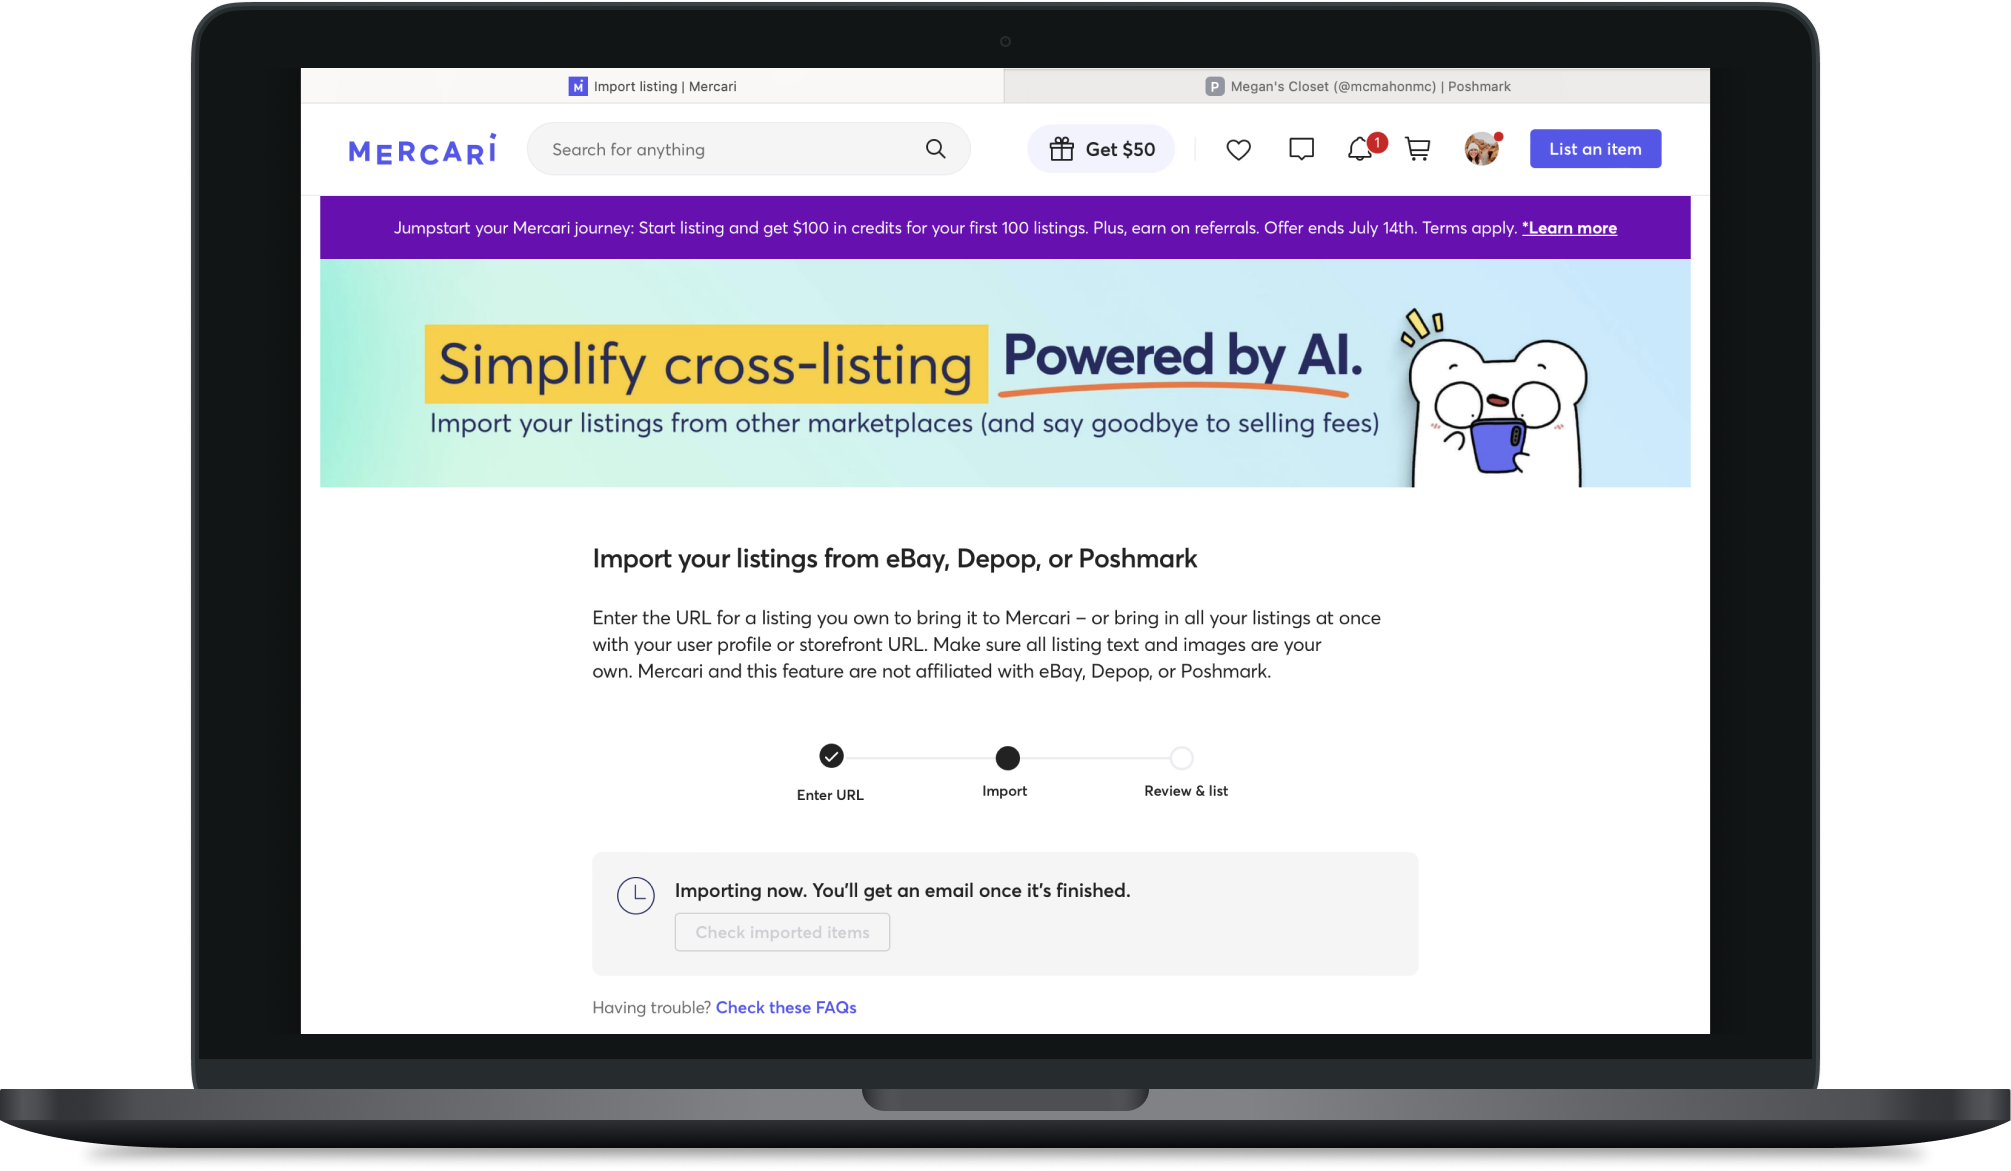 Import listing | Mercari
P Megan's Closet (@mcmahonmc) | Poshmark
MERCARI
Search for anything
Get $50
1
List an item
Jumpstart your Mercari journey: Start listing and get $100 in credits for your first 100 listings. Plus, earn on referrals. Offer ends July 14th. Terms apply. *Learn more
Simplify cross-listing Powered by AI.
Import your listings from other marketplaces (and say goodbye to selling fees)
Import your listings from eBay, Depop, or Poshmark
Enter the URL for a listing you own to bring it to Mercari – or bring in all your listings at once
with your user profile or storefront URL. Make sure all listing text and images are your
own. Mercari and this feature are not affiliated with eBay, Depop, or Poshmark.
Enter URL
Import
Review & list
Importing now. You’ll get an email once it’s finished.
Check imported items
Having trouble? Check these FAQs